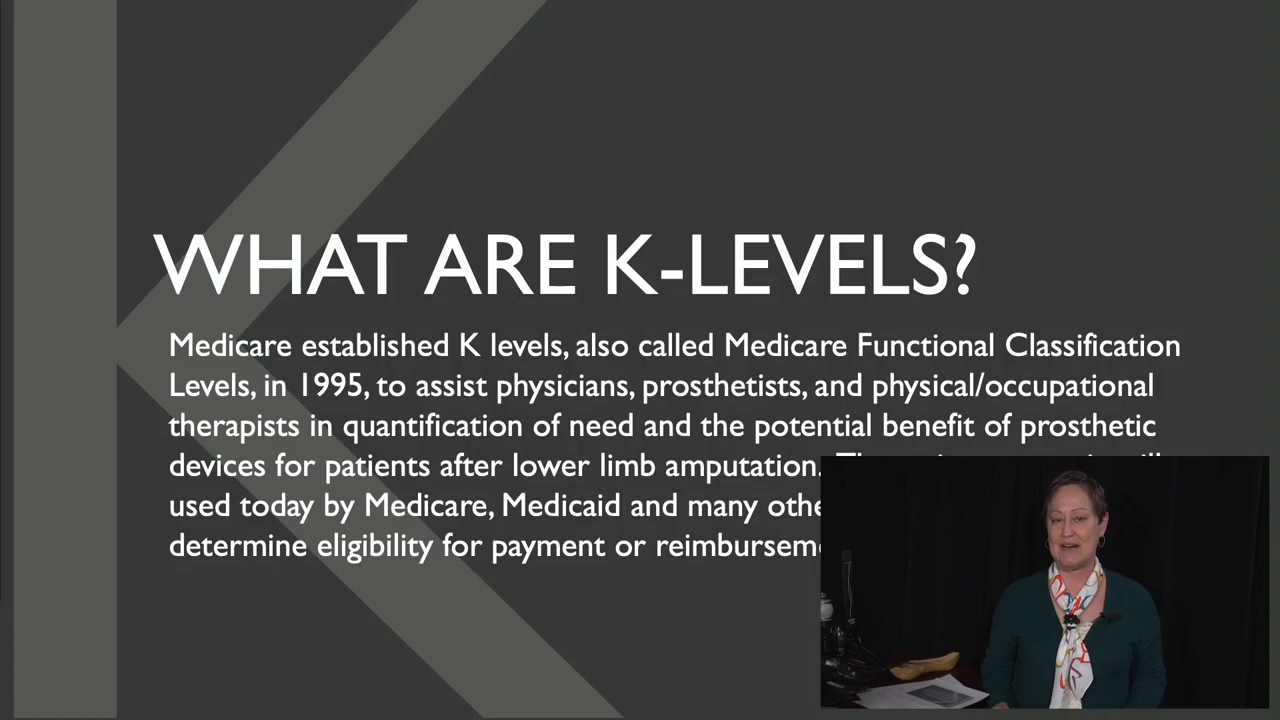 WHAT ARE K-LEVELS?
Medicare established K levels, also called Medicare Functional Classification
Levels, in 1995, to assist physicians, prosthetists, and physical/occupational
therapists in quantification of need and the potential benefit of prosthetic
devices for patients after lower limb amputation.
used today by Medicare, Medicaid and many
determine eligibility for payment or